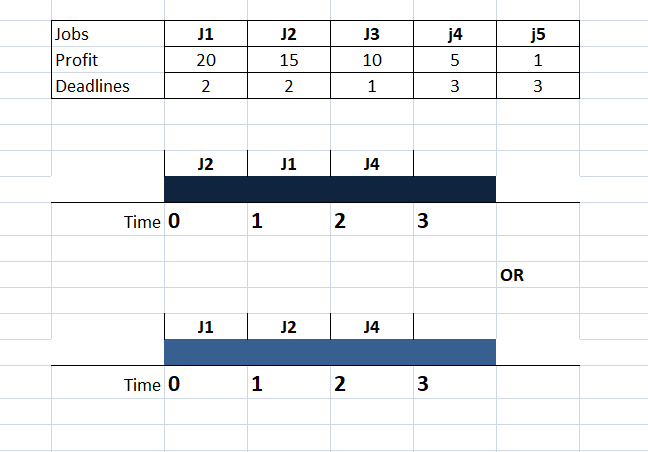 Jobs J1 J2 J3 j4 j5
Profit 20 15 10 5 1
Deadlines 2 2 1 3 3
J2 J1 J4
Time 0 1 2 3
OR
J1 J2 J4
Time 0 1 2 3